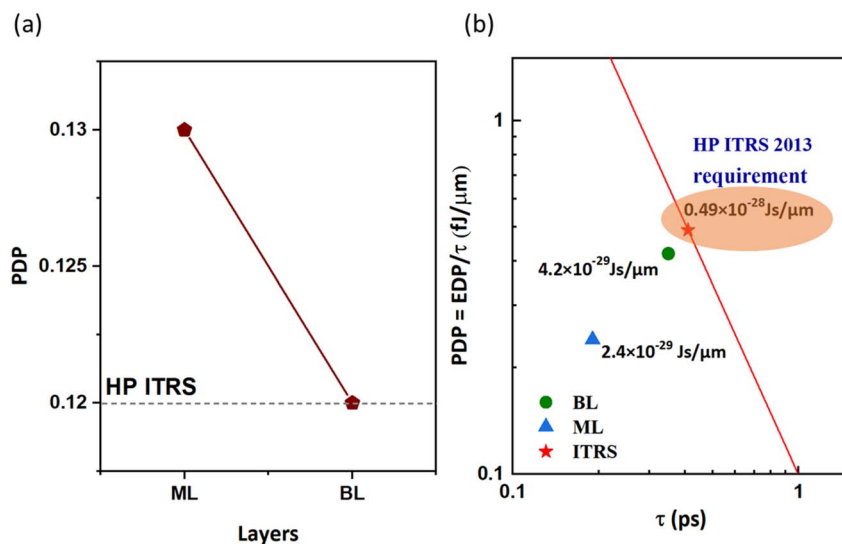 (a)
PDP
0.13
0.125
0.12
HP ITRS
ML
BL
Layers
(b)
PDP = EDP/τ (fJ/μm)
1
0.1
HP ITRS 2013
requirement
0.49×10⁻²⁸Js/μm
4.2×10⁻²⁹Js/μm
2.4×10⁻²⁹ Js/μm
BL
ML
ITRS
0.1
1
τ (ps)